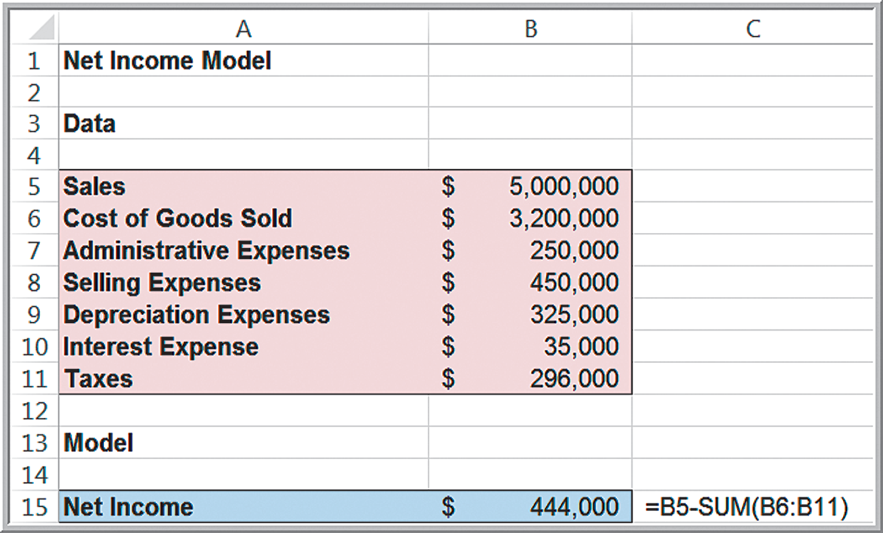 A B C
1 Net Income Model
2
3 Data
4
5 Sales $ 5,000,000
6 Cost of Goods Sold $ 3,200,000
7 Administrative Expenses $ 250,000
8 Selling Expenses $ 450,000
9 Depreciation Expenses $ 325,000
10 Interest Expense $ 35,000
11 Taxes $ 296,000
12
13 Model
14
15 Net Income $ 444,000 =B5-SUM(B6:B11)